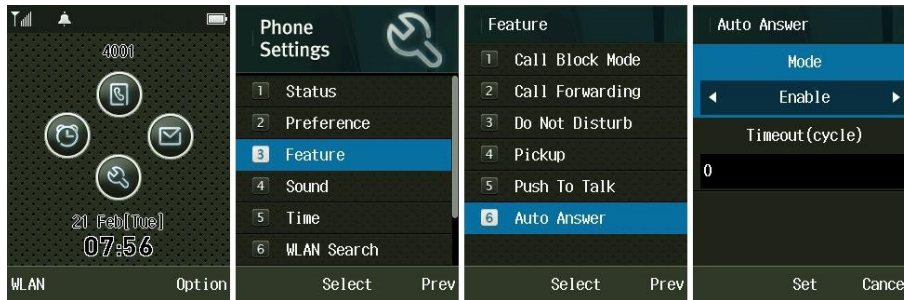 4001
21 Feb[Tue]
07:56
WLAN Option
Phone
Settings
1 Status
2 Preference
3 Feature
4 Sound
5 Time
6 WLAN Search
Select Prev
Feature
1 Call Block Mode
2 Call Forwarding
3 Do Not Disturb
4 Pickup
5 Push To Talk
6 Auto Answer
Select Prev
Auto Answer
Mode
Enable
Timeout(cycle)
0
Set Cance